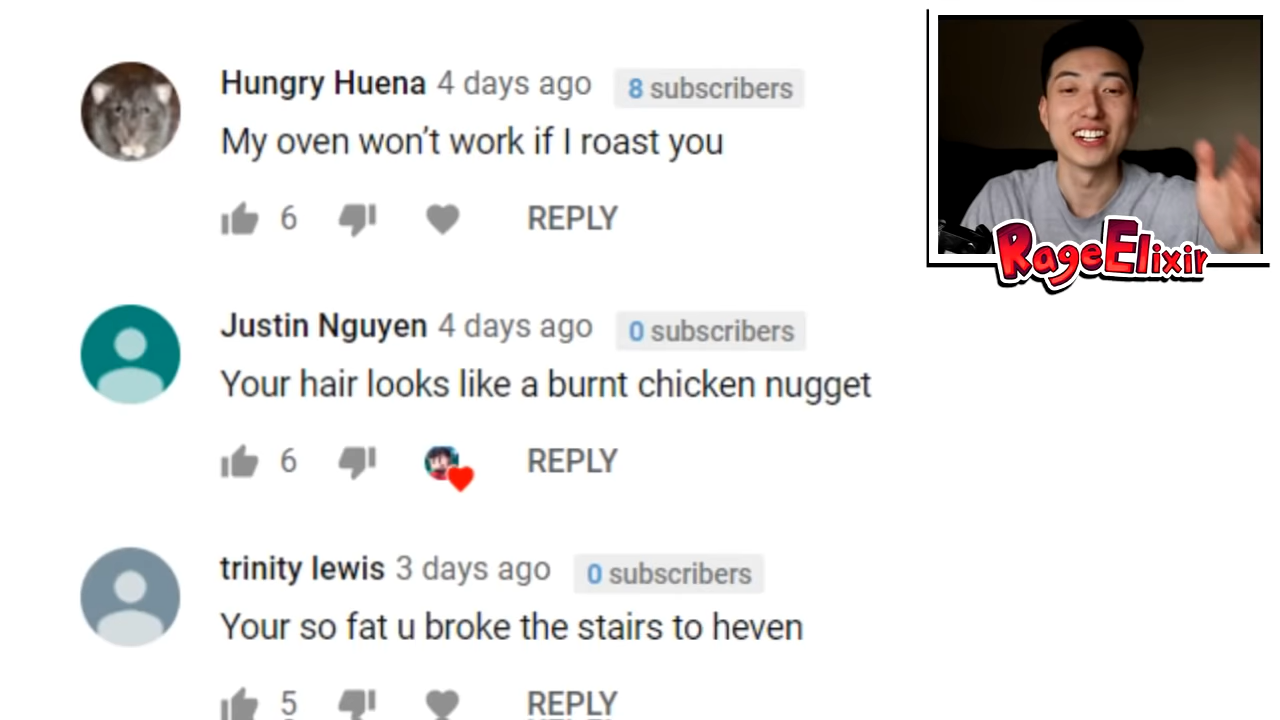 Hungry Huena 4 days ago 8 subscribers
My oven won’t work if I roast you
6 REPLY
RageElixir
Justin Nguyen 4 days ago 0 subscribers
Your hair looks like a burnt chicken nugget
6 REPLY
trinity lewis 3 days ago 0 subscribers
Your so fat u broke the stairs to heven
5 REPLY